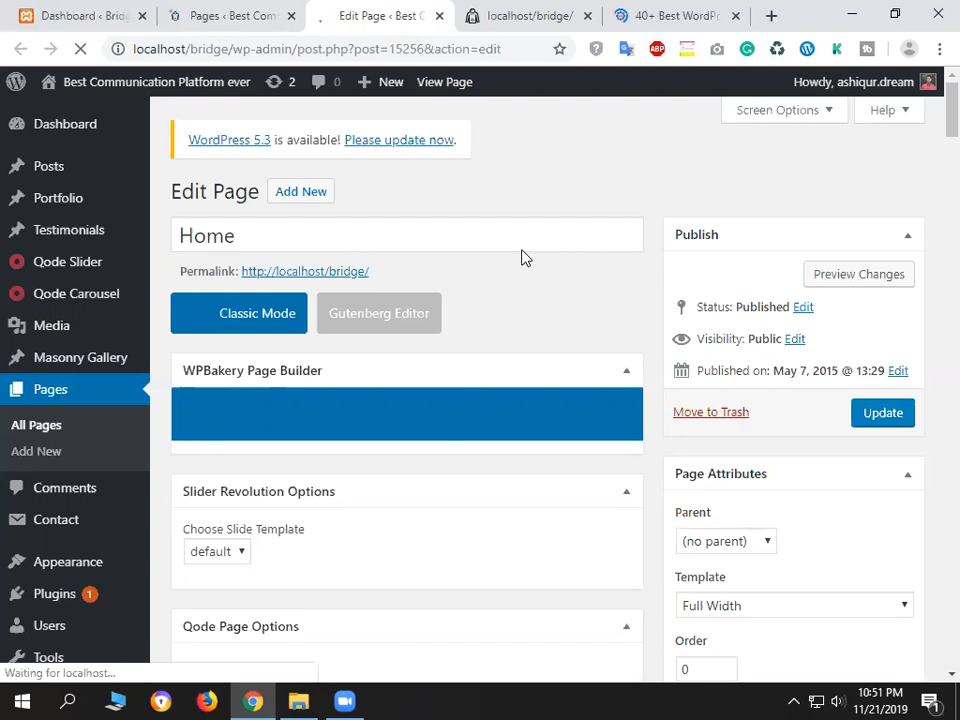 Dashboard ‹ Brid
Pages ‹ Best Com
Edit Page ‹ Best C
localhost/bridge/
40+ Best WordPr
localhost/bridge/wp-admin/post.php?post=15256&action=edit
ABP
Best Communication Platform ever
2
New
View Page
Howdy, ashiqur.dream
Dashboard
Posts
Portfolio
Testimonials
Qode Slider
Qode Carousel
Media
Masonry Gallery
Pages
All Pages
Add New
Comments
Contact
Appearance
Plugins 1
Users
Tools
Screen Options
Help
WordPress 5.3 is available! Please update now.
Edit Page
Add New
Home
Permalink: http://localhost/bridge/
Classic Mode
Gutenberg Editor
WPBakery Page Builder
Slider Revolution Options
Choose Slide Template
default
Qode Page Options
Publish
Preview Changes
Status: Published Edit
Visibility: Public Edit
Published on: May 7, 2015 @ 13:29 Edit
Move to Trash
Update
Page Attributes
Parent
(no parent)
Template
Full Width
Order
0
Waiting for localhost...
10:51 PM
11/21/2019
1